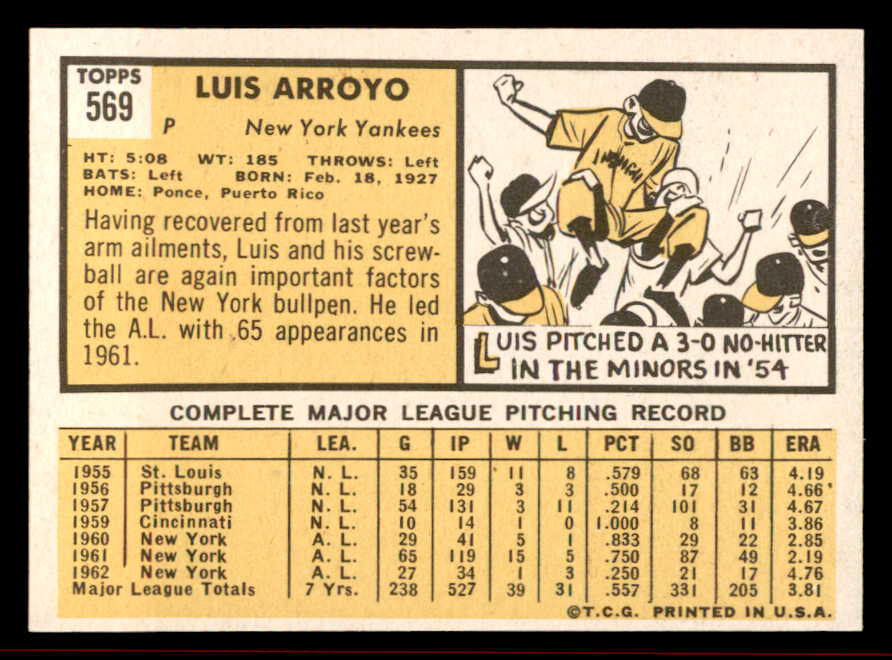 TOPPS
569
LUIS ARROYO
P New York Yankees
HT: 5:08 WT: 185 THROWS: Left
BATS: Left BORN: Feb. 18, 1927
HOME: Ponce, Puerto Rico
Having recovered from last year's
arm ailments, Luis and his screw-
ball are again important factors
of the New York bullpen. He led
the A.L. with 65 appearances in
1961.
LUIS PITCHED A 3-0 NO-HITTER
IN THE MINORS IN '54
COMPLETE MAJOR LEAGUE PITCHING RECORD
YEAR TEAM LEA. G IP W L PCT SO BB ERA
1955 St. Louis N. L. 35 159 11 8 .579 68 63 4.19
1956 Pittsburgh N. L. 18 29 3 3 .500 17 12 4.66
1957 Pittsburgh N. L. 54 131 3 11 .214 101 31 4.67
1959 Cincinnati N. L. 10 14 1 0 1.000 8 11 3.86
1960 New York A. L. 29 41 5 1 .833 29 22 2.85
1961 New York A. L. 65 119 15 5 .750 87 49 2.19
1962 New York A. L. 27 34 1 3 .250 21 17 4.76
Major League Totals 7 Yrs. 238 527 39 31 .557 331 205 3.81
©T.C.G. PRINTED IN U.S.A.